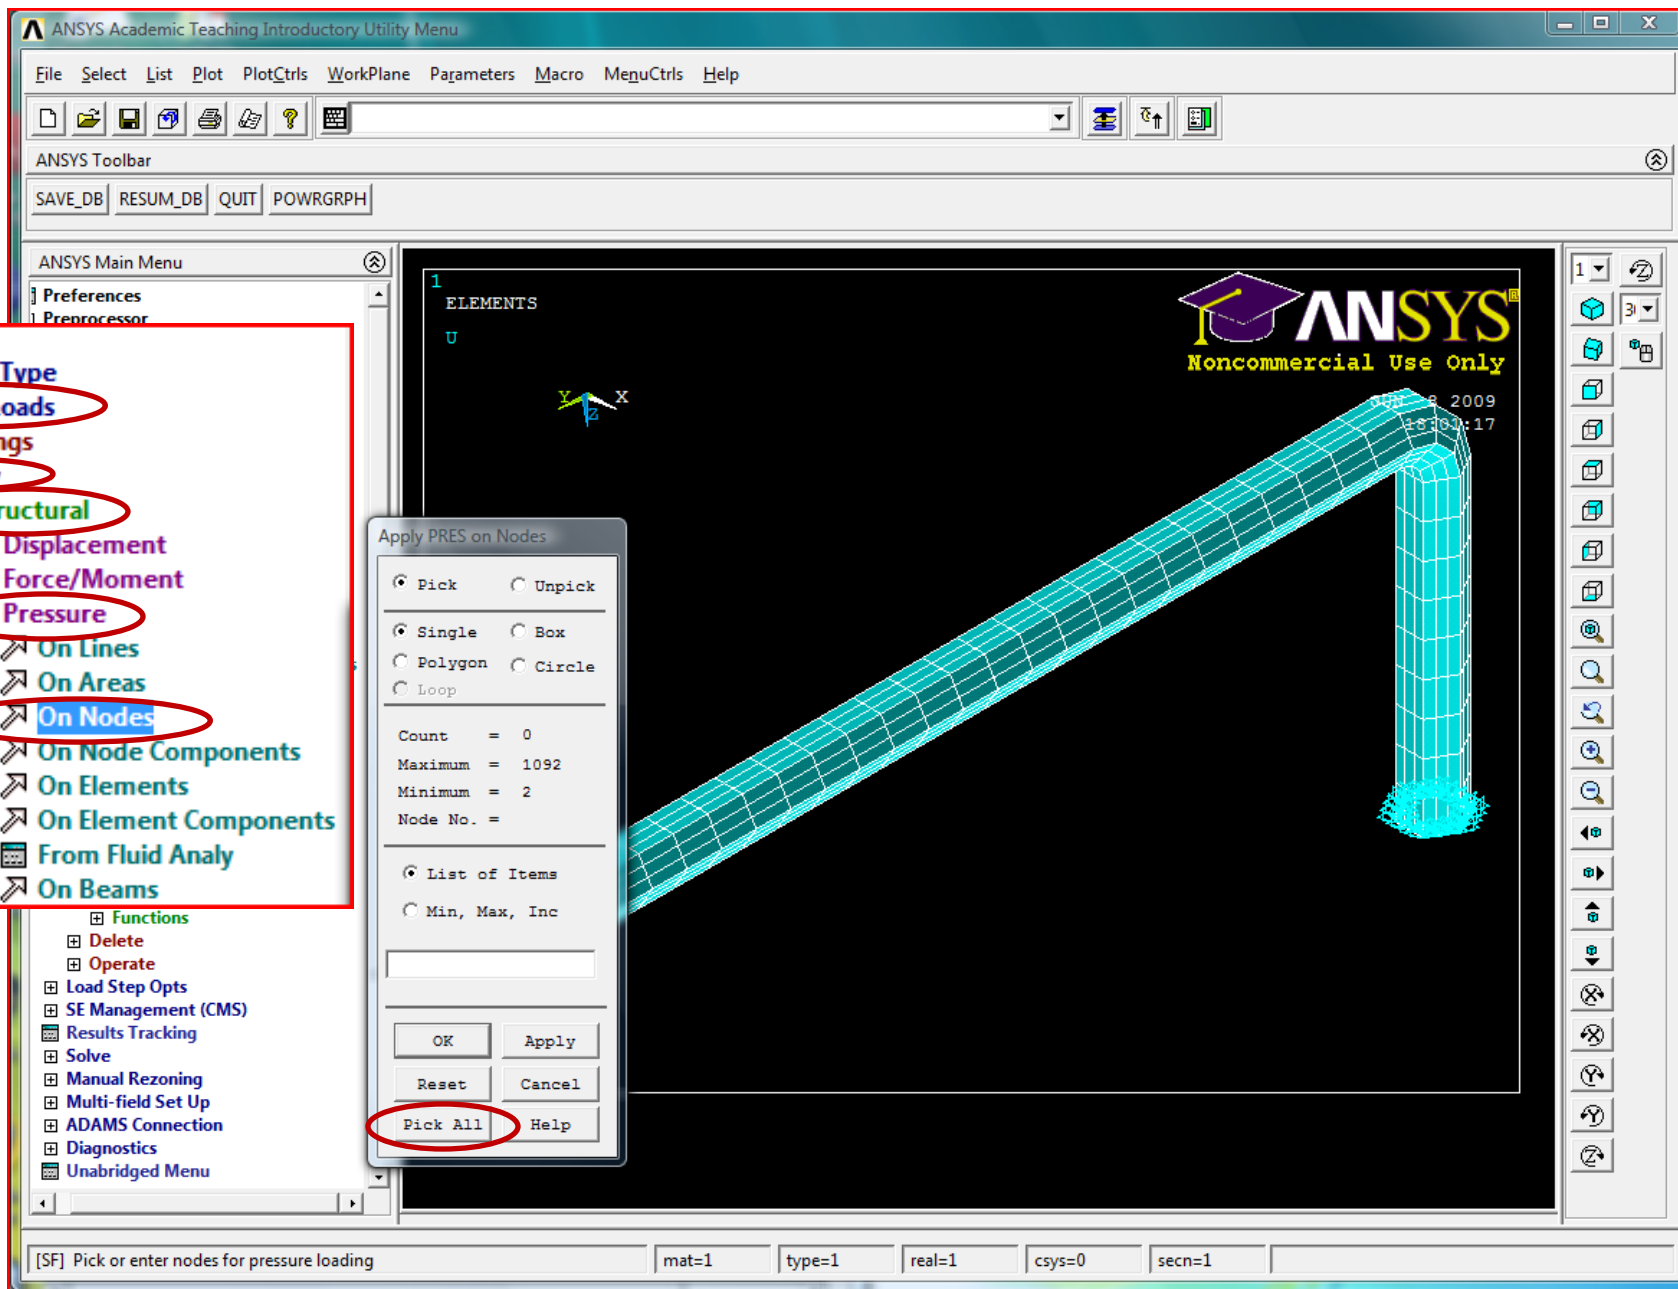 ANSYS Academic Teaching Introductory Utility Menu
File Select List Plot PlotCtrls WorkPlane Parameters Macro MenuCtrls Help
ANSYS Toolbar
SAVE_DB RESUM_DB QUIT POWRGRPH
ANSYS Main Menu
Preferences
Preprocessor
Type
oads
ngs
ructural
Displacement
Force/Moment
Pressure
On Lines
On Areas
On Nodes
On Node Components
On Elements
On Element Components
From Fluid Analy
On Beams
Functions
Delete
Operate
Load Step Opts
SE Management (CMS)
Results Tracking
Solve
Manual Rezoning
Multi-field Set Up
ADAMS Connection
Diagnostics
Unabridged Menu
Apply PRES on Nodes
Pick Unpick
Single Box
Polygon Circle
Loop
Count = 0
Maximum = 1092
Minimum = 2
Node No. =
List of Items
Min, Max, Inc
OK Apply
Reset Cancel
Pick All Help
1
ELEMENTS
U
Y X
Z
ANSYS®
Noncommercial Use Only
2009
18:01:17
1
[SF] Pick or enter nodes for pressure loading
mat=1 type=1 real=1 csys=0 secn=1